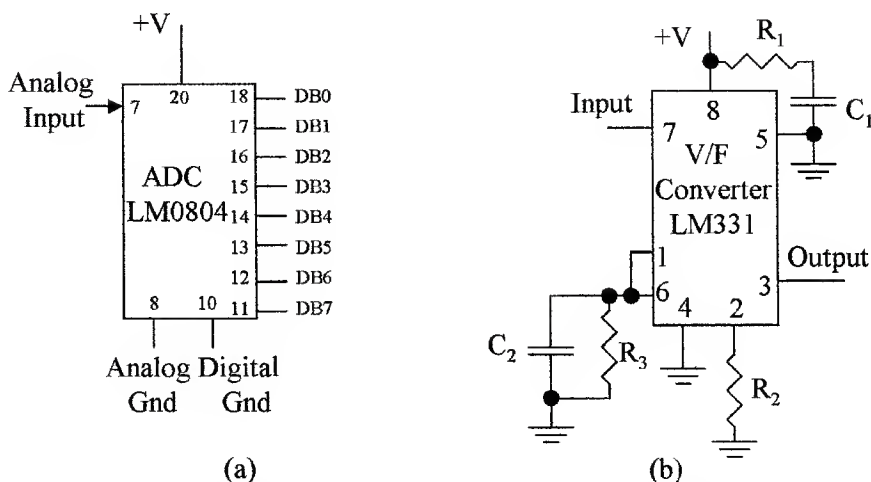 +V
Analog
Input
7
20
18
DB0
17
DB1
16
DB2
ADC
15
DB3
LM0804
14
DB4
13
DB5
12
DB6
8
10
11
DB7
Analog Digital
Gnd Gnd
(a)
+V
R1
Input
7
8
5
C1
V/F
Converter
LM331
1
Output
6
3
4
2
C2
R3
R2
(b)